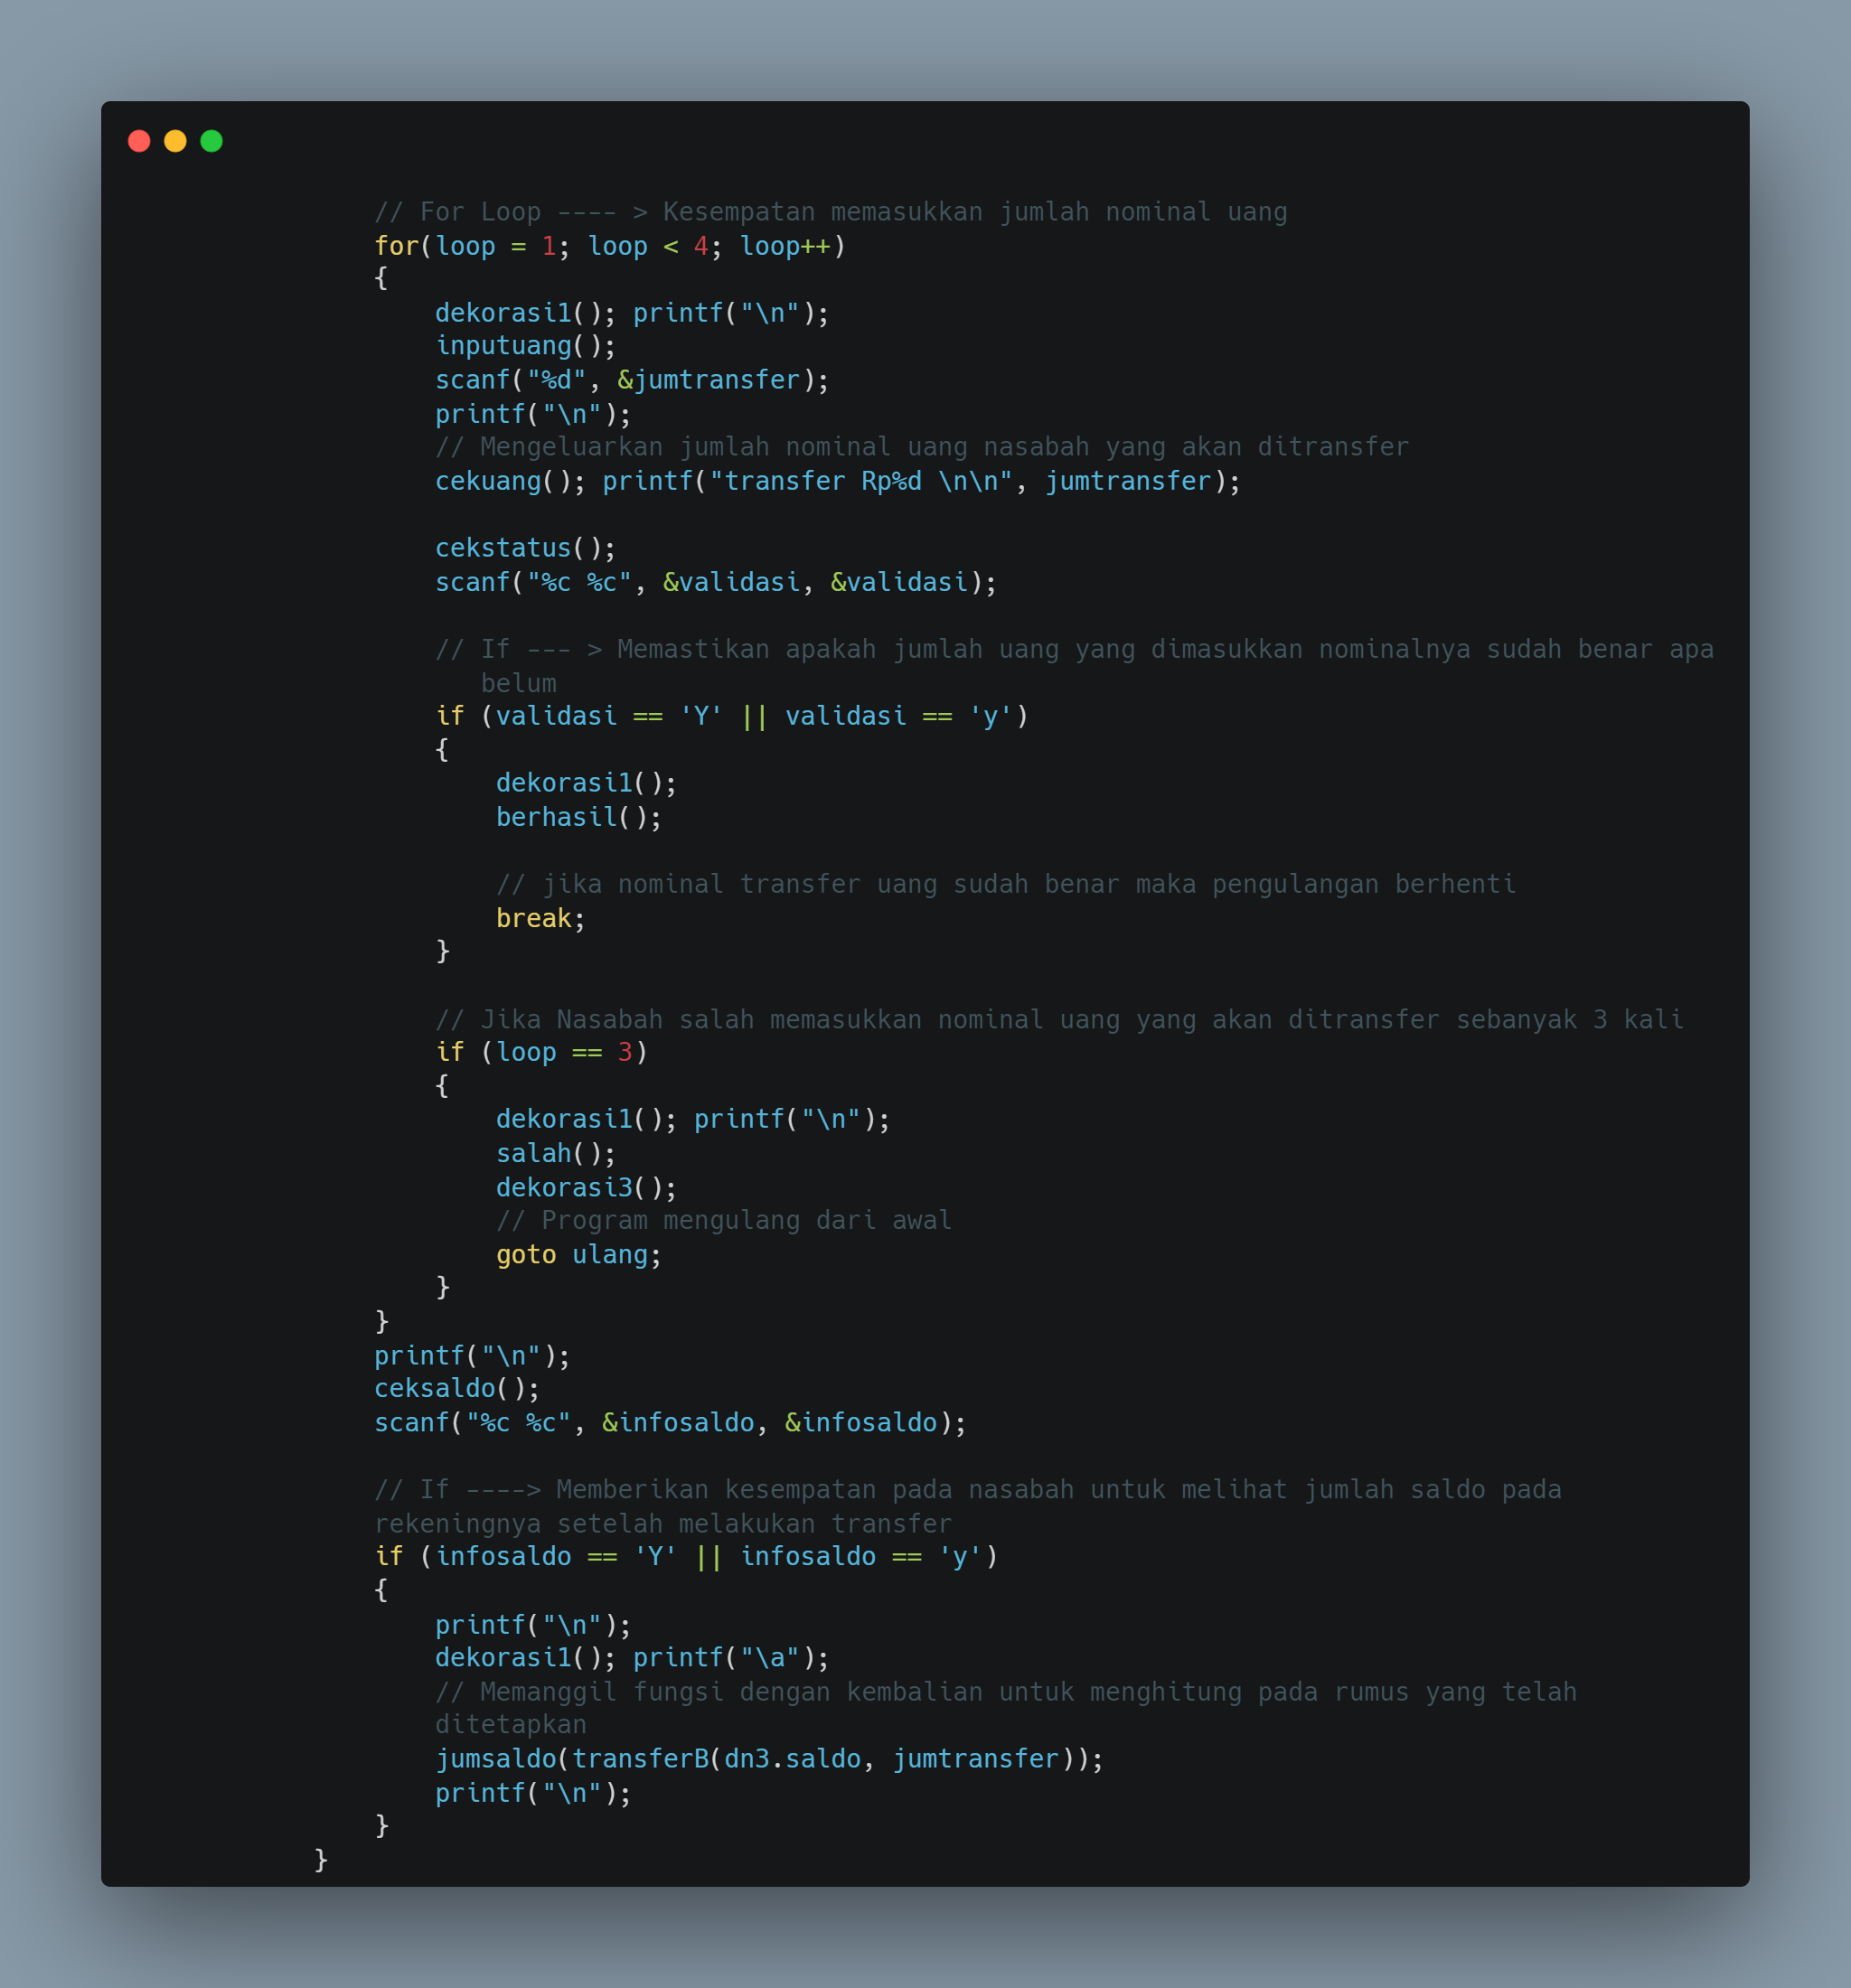 // For Loop ---- > Kesempatan memasukkan jumlah nominal uang
for(loop = 1; loop < 4; loop++)
{
    dekorasi1(); printf("\n");
    inputuang();
    scanf("%d", &jumtransfer);
    printf("\n");
    // Mengeluarkan jumlah nominal uang nasabah yang akan ditransfer
    cekuang(); printf("transfer Rp%d \n\n", jumtransfer);

    cekstatus();
    scanf("%c %c", &validasi, &validasi);

    // If --- > Memastikan apakah jumlah uang yang dimasukkan nominalnya sudah benar apa
       belum
    if (validasi == 'Y' || validasi == 'y')
    {
        dekorasi1();
        berhasil();

        // jika nominal transfer uang sudah benar maka pengulangan berhenti
        break;
    }

    // Jika Nasabah salah memasukkan nominal uang yang akan ditransfer sebanyak 3 kali
    if (loop == 3)
    {
        dekorasi1(); printf("\n");
        salah();
        dekorasi3();
        // Program mengulang dari awal
        goto ulang;
    }
}
printf("\n");
ceksaldo();
scanf("%c %c", &infosaldo, &infosaldo);

// If ----> Memberikan kesempatan pada nasabah untuk melihat jumlah saldo pada
rekeningnya setelah melakukan transfer
if (infosaldo == 'Y' || infosaldo == 'y')
{
    printf("\n");
    dekorasi1(); printf("\a");
    // Memanggil fungsi dengan kembalian untuk menghitung pada rumus yang telah
    ditetapkan
    jumsaldo(transferB(dn3.saldo, jumtransfer));
    printf("\n");
}
}